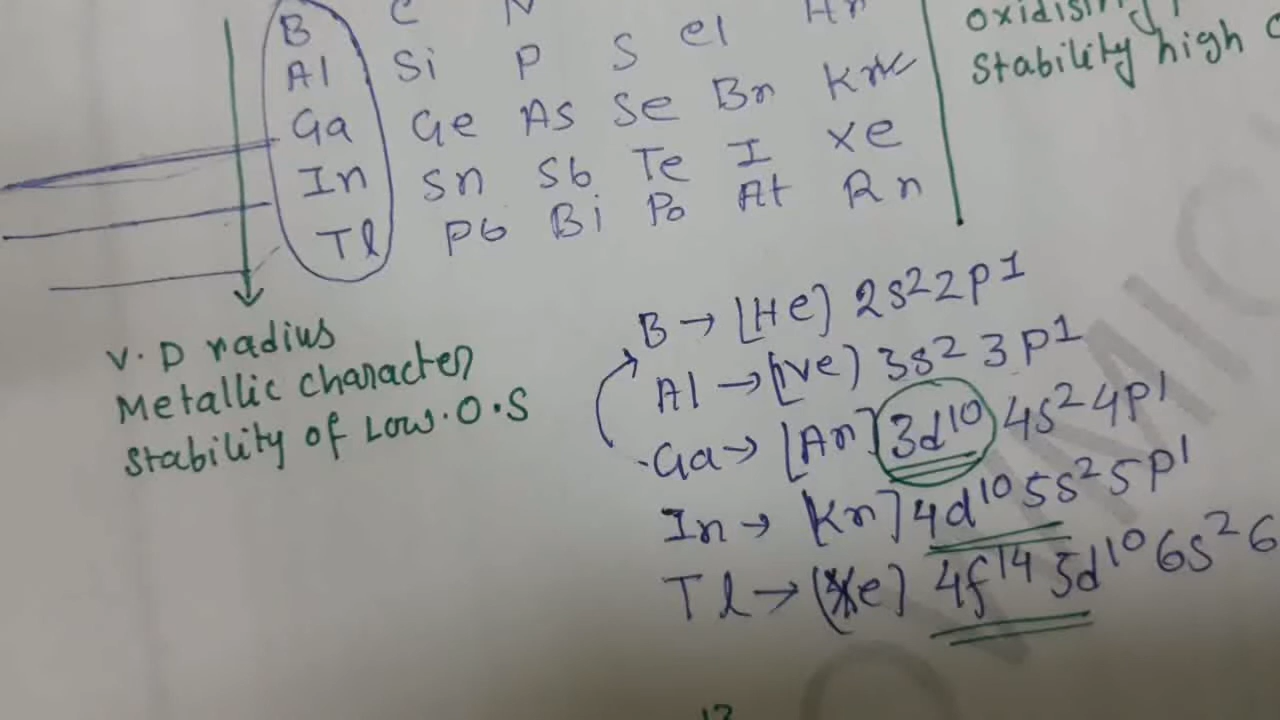 B C N
Al Si P S Cl Ar
Ga Ge As Se Br Kr
In Sn Sb Te I Xe
Tl Pb Bi Po At Rn
oxidising
Stability high
V.D radius
Metallic character
Stability of Low.O.S
B → [He] 2s² 2p¹
Al → [Ne] 3s² 3p¹
Ga → [Ar] 3d¹⁰ 4s² 4p¹
In → [Kr] 4d¹⁰ 5s² 5p¹
Tl → [Xe] 4f¹⁴ 5d¹⁰ 6s² 6